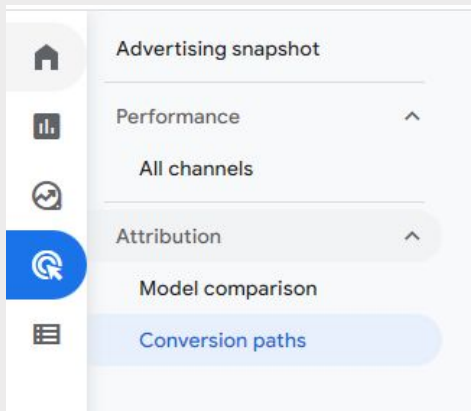 Advertising snapshot
Performance
All channels
Attribution
Model comparison
Conversion paths